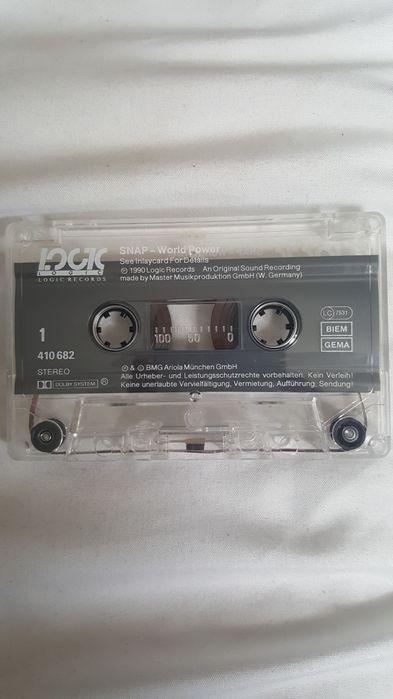 LOGIC
LOGIC
LOGIC RECORDS
SNAP – World Power
See Inlaycard For Details
℗ 1990 Logic Records An Original Sound Recording
made by Master Musikproduktion GmbH (W. Germany)
1
410 682
STEREO
DOLBY SYSTEM ®
100 50 0
LC 7531
BIEM
GEMA
℗ & © BMG Ariola München GmbH
Alle Urheber- und Leistungsschutzrechte vorbehalten. Kein Verleih!
Keine unerlaubte Vervielfältigung, Vermietung, Aufführung, Sendung!